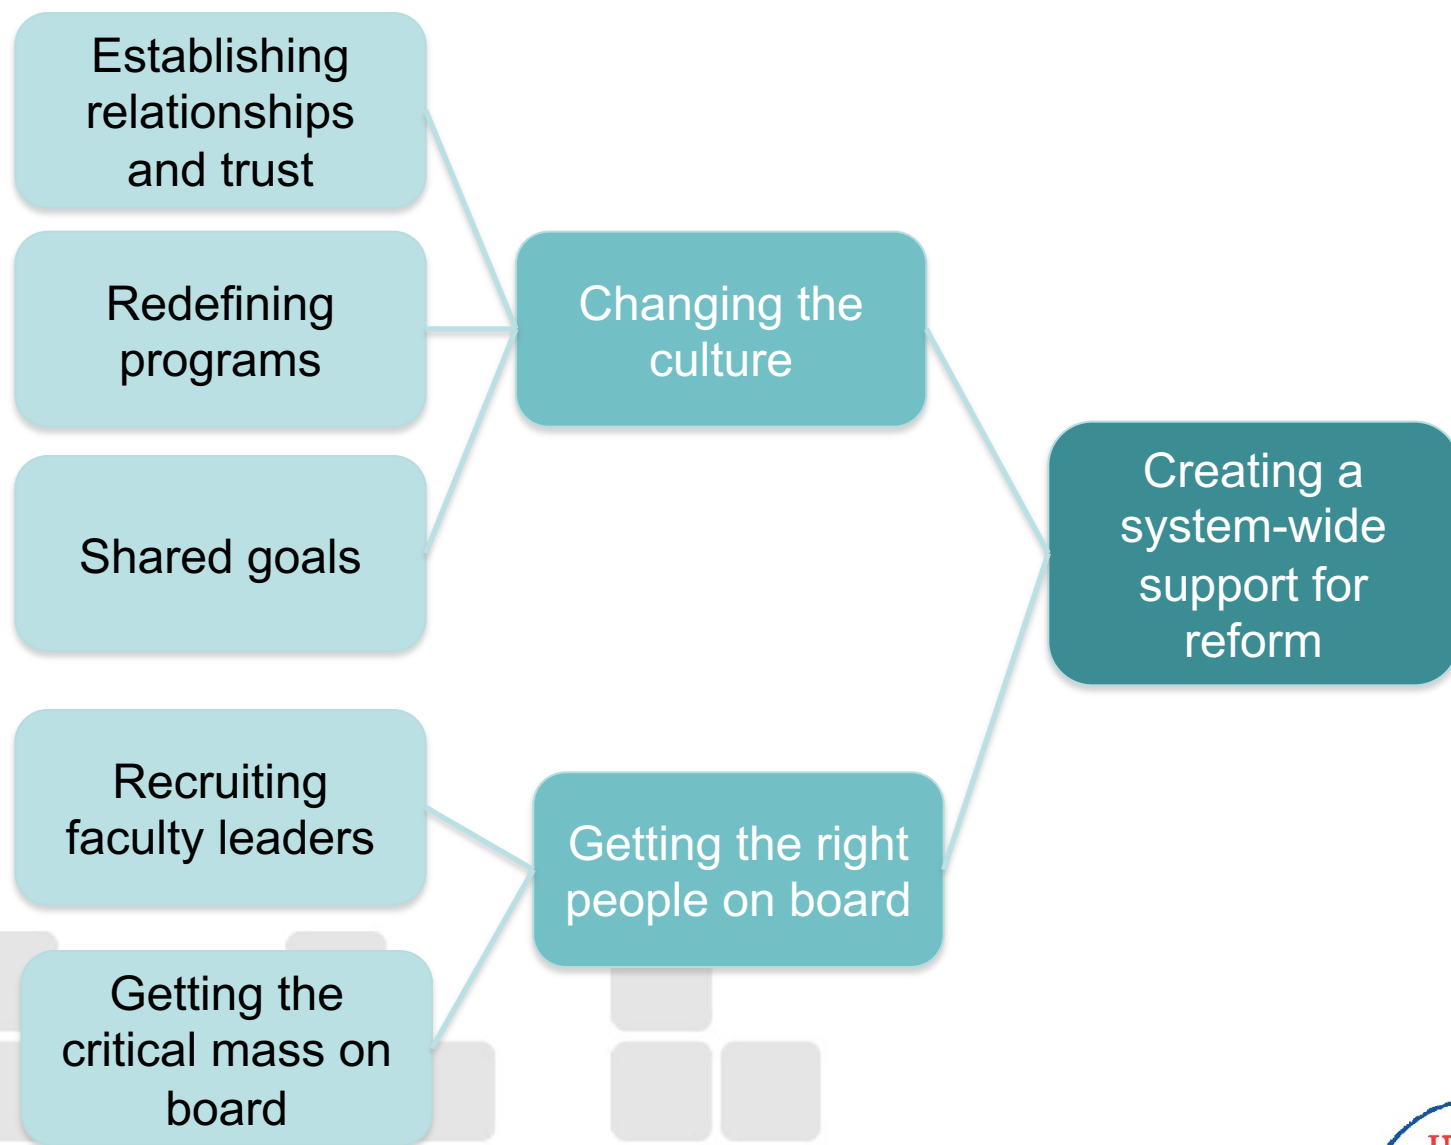 Establishing
relationships
and trust
Redefining
programs
Shared goals
Recruiting
faculty leaders
Getting the
critical mass on
board
Changing the
culture
Getting the right
people on board
Creating a
system-wide
support for
reform